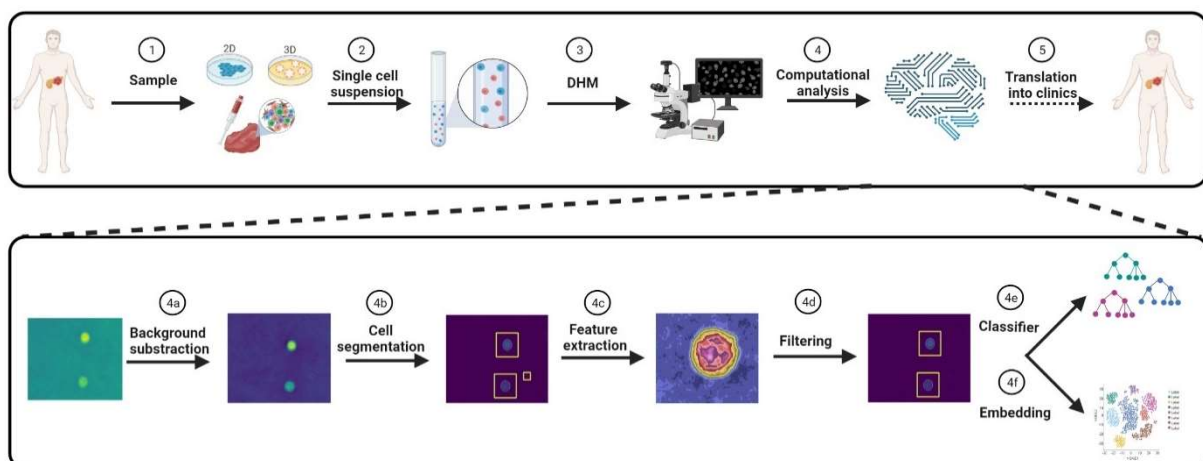 1
Sample
2D
3D
2
Single cell
suspension
3
DHM
4
Computational
analysis
5
Translation
into clinics
4a
Background
substraction
4b
Cell
segmentation
4c
Feature
extraction
4d
Filtering
4e
Classifier
4f
Embedding